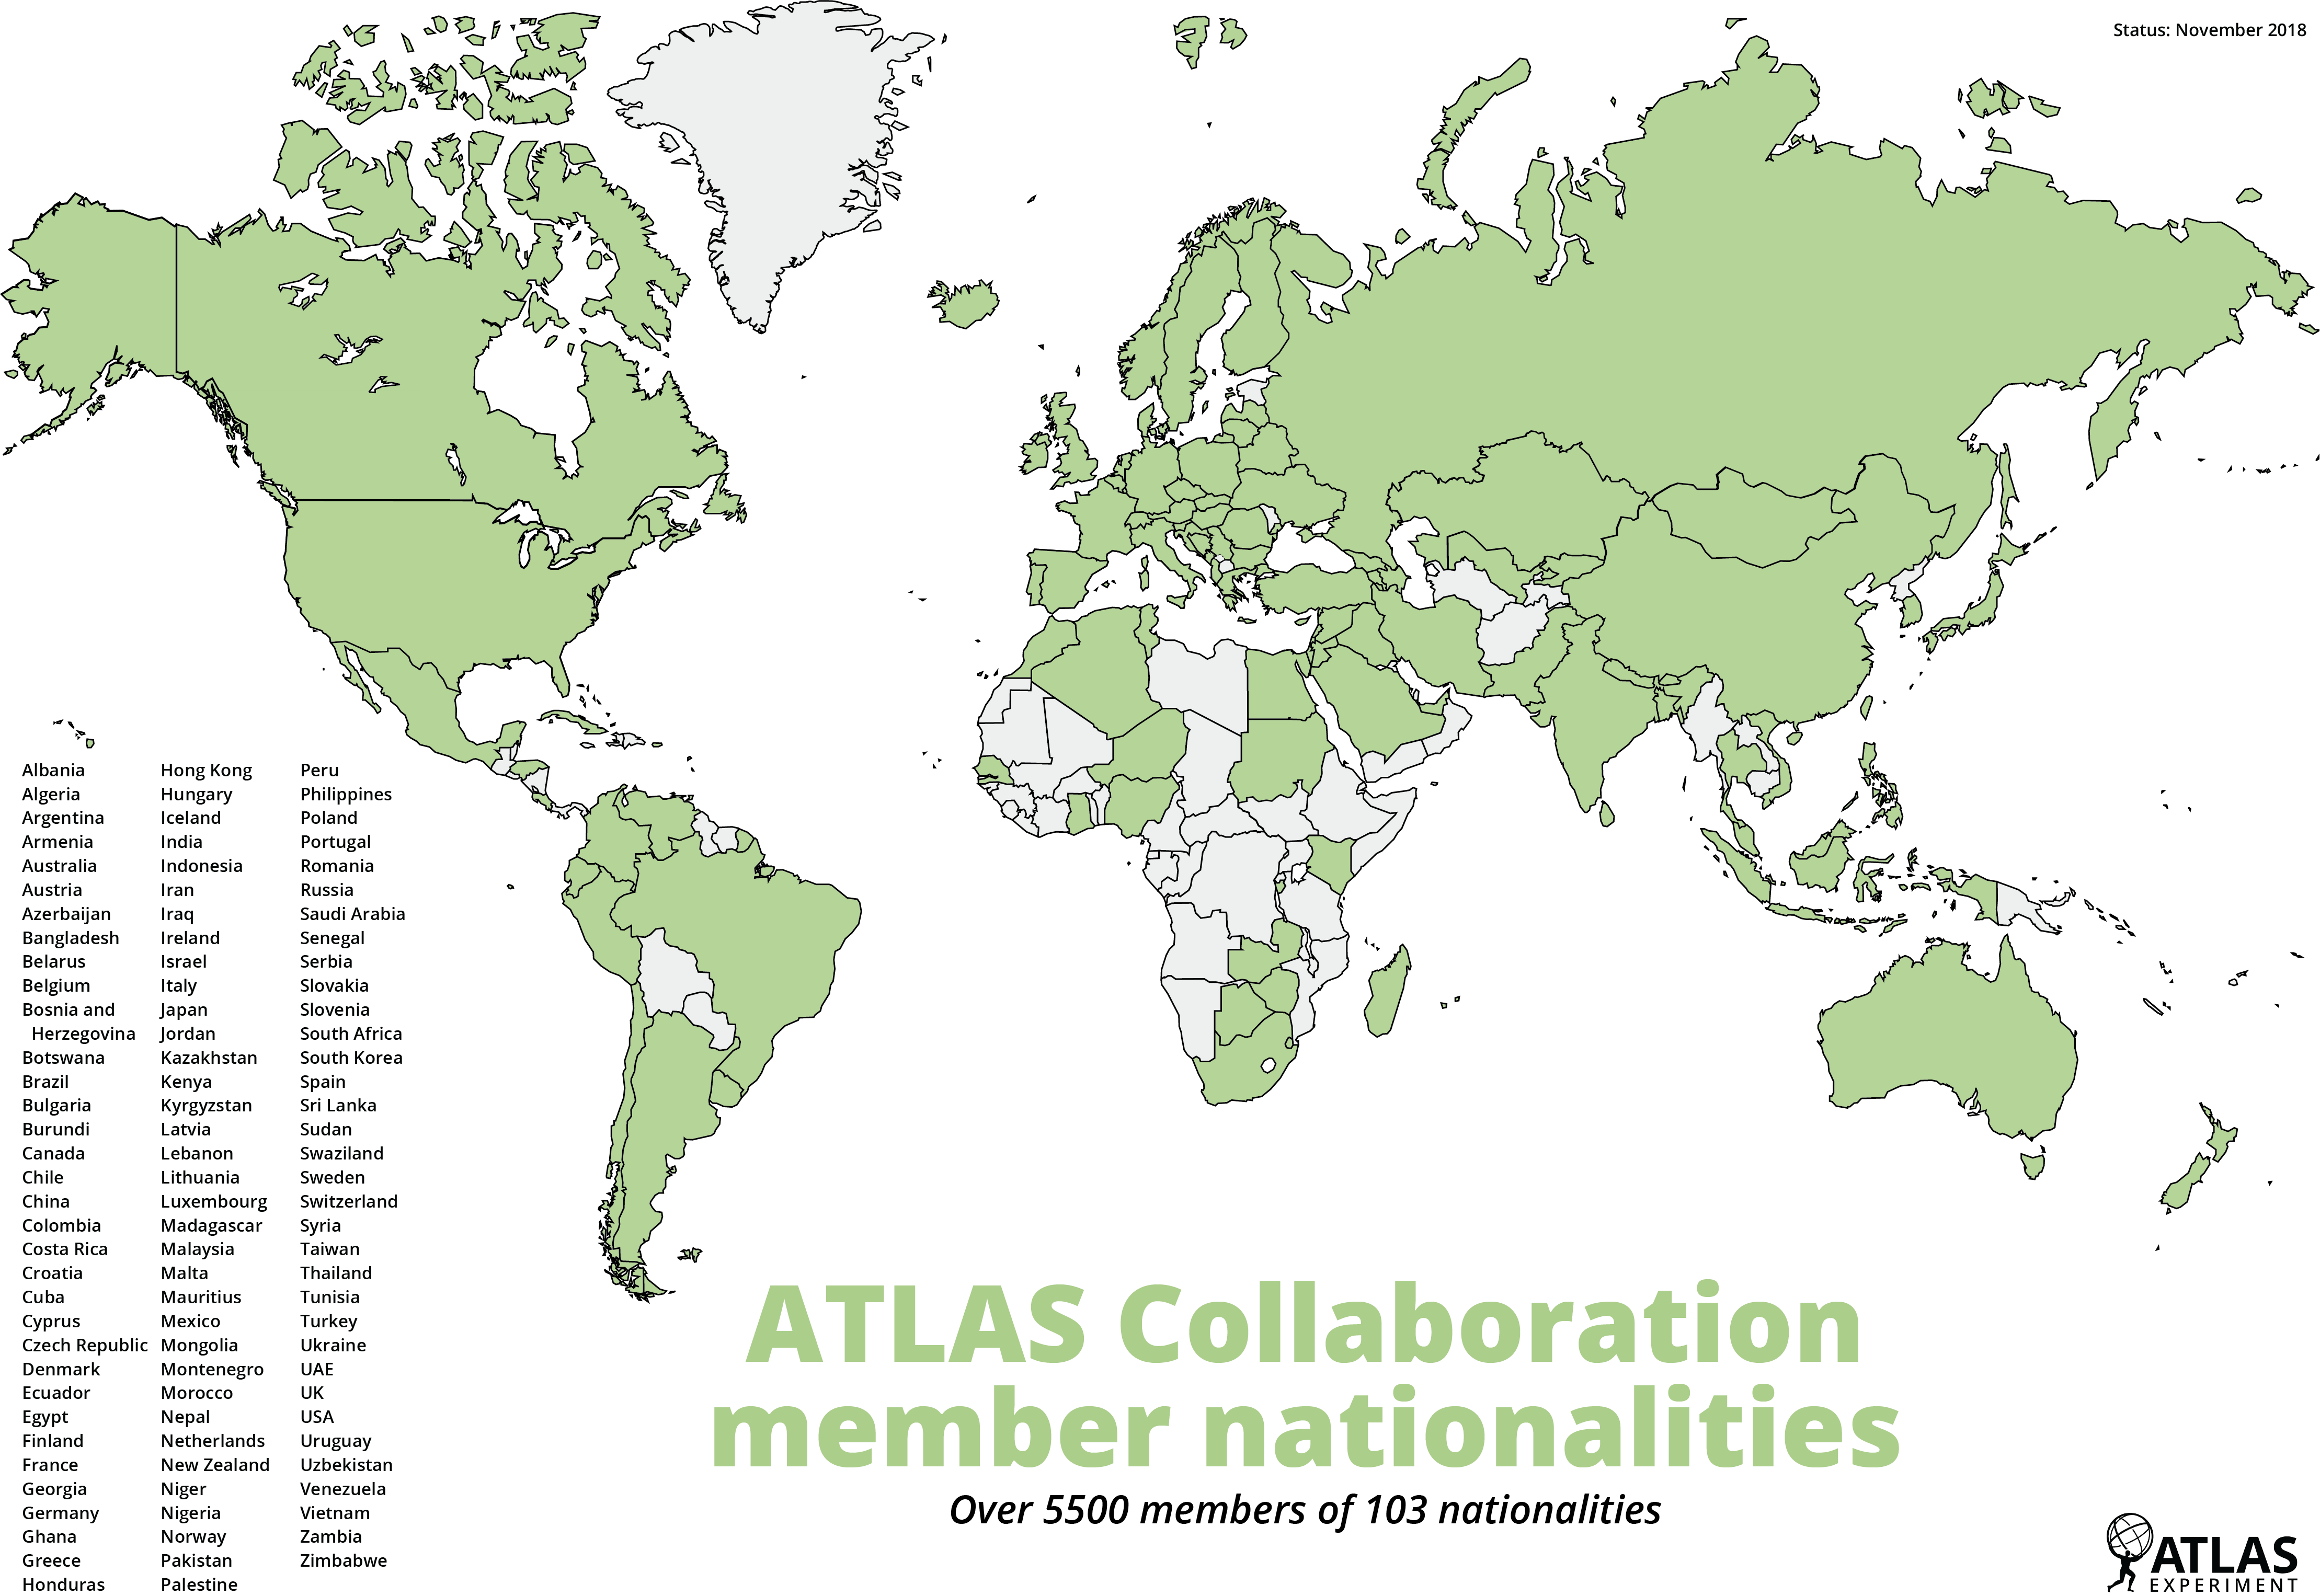 Status: November 2018
Albania
Algeria
Argentina
Armenia
Australia
Austria
Azerbaijan
Bangladesh
Belarus
Belgium
Bosnia and
Herzegovina
Botswana
Brazil
Bulgaria
Burundi
Canada
Chile
China
Colombia
Costa Rica
Croatia
Cuba
Cyprus
Czech Republic
Denmark
Ecuador
Egypt
Finland
France
Georgia
Germany
Ghana
Greece
Honduras
Hong Kong
Hungary
Iceland
India
Indonesia
Iran
Iraq
Ireland
Israel
Italy
Japan
Jordan
Kazakhstan
Kenya
Kyrgyzstan
Latvia
Lebanon
Lithuania
Luxembourg
Madagascar
Malaysia
Malta
Mauritius
Mexico
Mongolia
Montenegro
Morocco
Nepal
Netherlands
New Zealand
Niger
Nigeria
Norway
Pakistan
Palestine
Peru
Philippines
Poland
Portugal
Romania
Russia
Saudi Arabia
Senegal
Serbia
Slovakia
Slovenia
South Africa
South Korea
Spain
Sri Lanka
Sudan
Swaziland
Sweden
Switzerland
Syria
Taiwan
Thailand
Tunisia
Turkey
Ukraine
UAE
UK
USA
Uruguay
Uzbekistan
Venezuela
Vietnam
Zambia
Zimbabwe
ATLAS Collaboration
member nationalities
Over 5500 members of 103 nationalities
ATLAS
EXPERIMENT